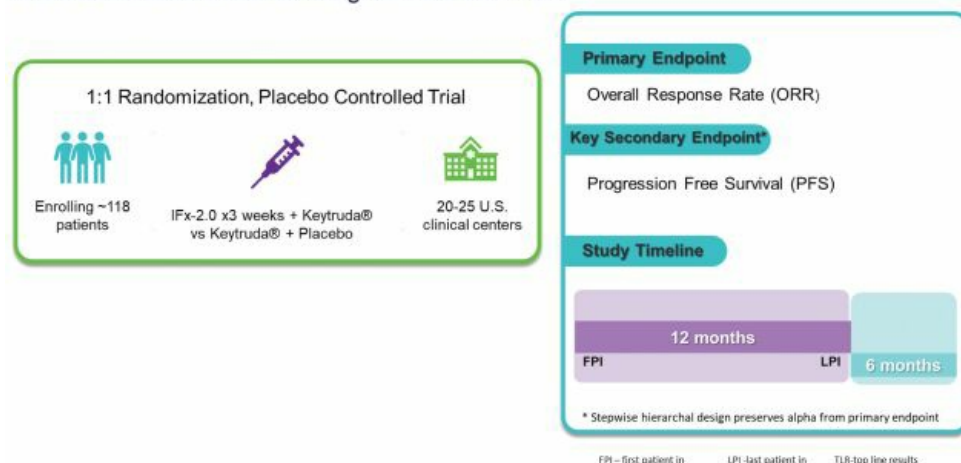 1:1 Randomization, Placebo Controlled Trial
Enrolling ~118
patients
IFx-2.0 x3 weeks + Keytruda®
vs Keytruda® + Placebo
20-25 U.S.
clinical centers
Primary Endpoint
Overall Response Rate (ORR)
Key Secondary Endpoint*
Progression Free Survival (PFS)
Study Timeline
12 months
FPI
LPI
6 months
* Stepwise hierarchal design preserves alpha from primary endpoint
FPI – first patient in
LPI -last patient in
TLR-top line results